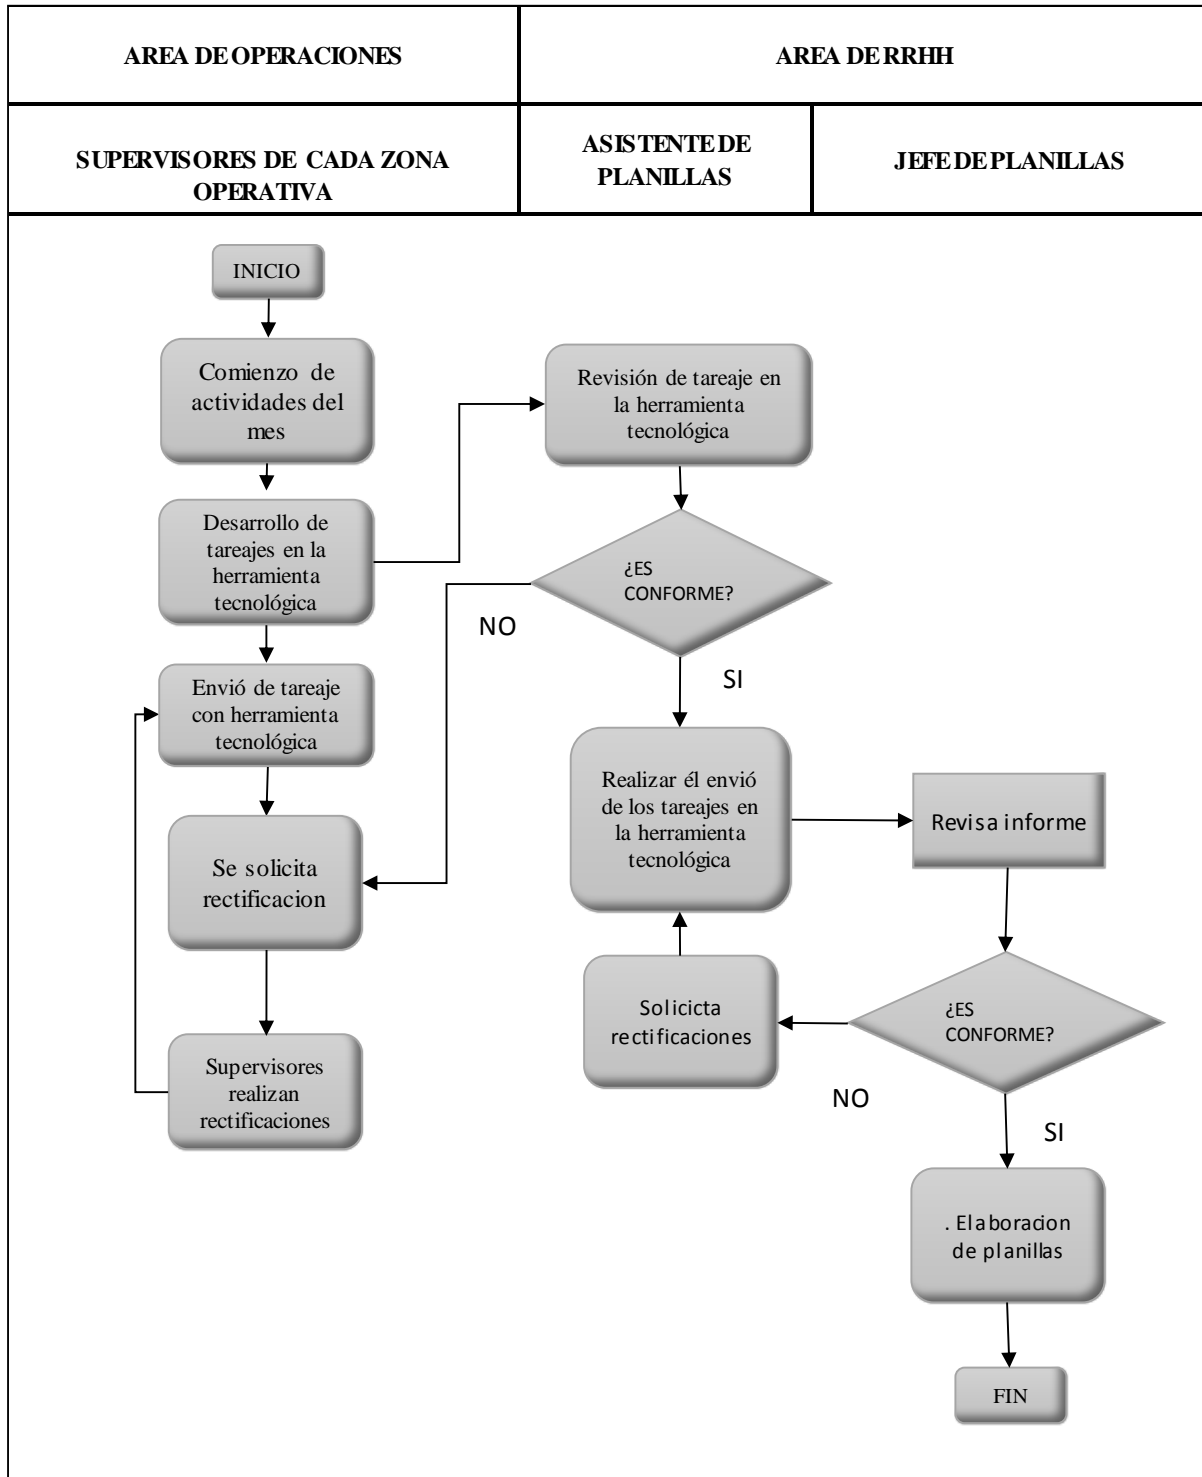 AREA DE OPERACIONES
AREA DE RRHH
SUPERVISORES DE CADA ZONA
OPERATIVA
ASISTENTE DE
PLANILLAS
JEFE DE PLANILLAS
INICIO
Comienzo de
actividades del
mes
Desarrollo de
tareajes en la
herramienta
tecnológica
Envió de tareaje
con herramienta
tecnológica
Se solicita
rectificacion
Supervisores
realizan
rectificaciones
Revisión de tareaje en
la herramienta
tecnológica
¿ES
CONFORME?
NO
SI
Realizar él envió
de los tareajes en
la herramienta
tecnológica
Solicicta
rectificaciones
Revisa informe
¿ES
CONFORME?
NO
SI
. Elaboracion
de planillas
FIN